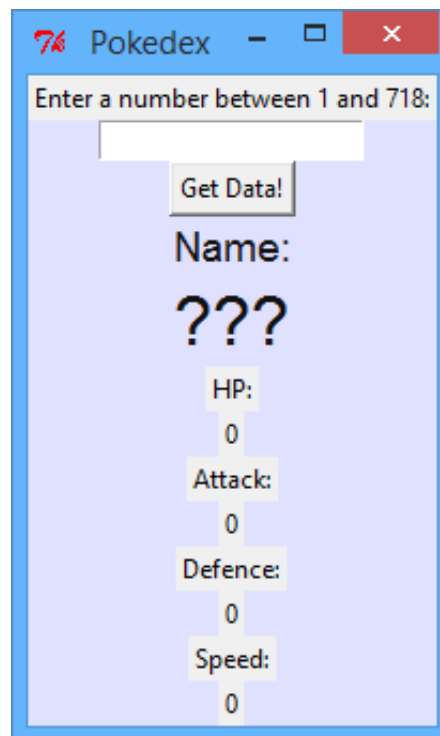 Pokedex
Enter a number between 1 and 718:
Get Data!
Name:
???
HP:
0
Attack:
0
Defence:
0
Speed:
0